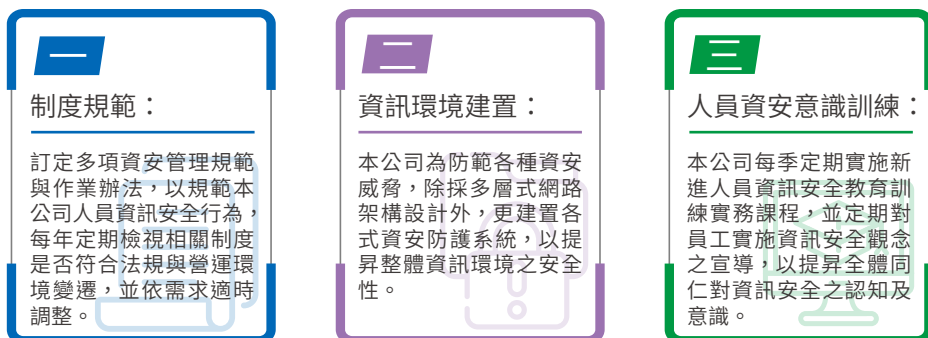 一
制度規範：
訂定多項資安管理規範
與作業辦法，以規範本
公司人員資訊安全行為，
每年定期檢視相關制度
是否符合法規與營運環
境變遷，並依需求適時
調整。
二
資訊環境建置：
本公司為防範各種資安
威脅，除採多層式網路
架構設計外，更建置各
式資安防護系統，以提
昇整體資訊環境之安全
性。
三
人員資安意識訓練：
本公司每季定期實施新
進人員資訊安全教育訓
練實務課程，並定期對
員工實施資訊安全觀念
之宣導，以提昇全體同
仁對資訊安全之認知及
意識。